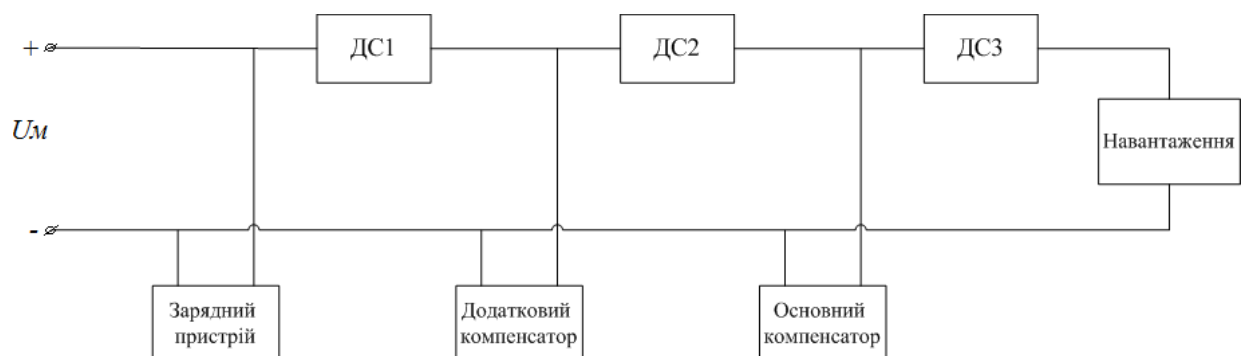 ДС1
ДС2
ДС3
+
Uм
Навантаження
-
Зарядний
пристрій
Додатковий
компенсатор
Основний
компенсатор